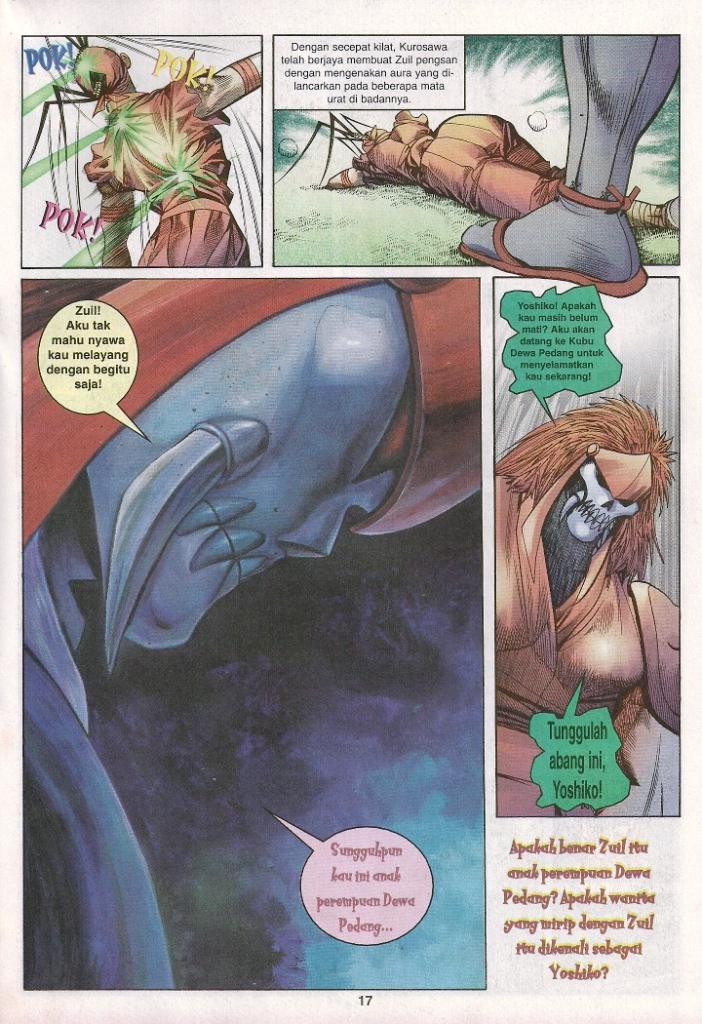 POK!
POK!
POK!
Dengan secepat kilat, Kurosawa
telah berjaya membuat Zuil pengsan
dengan mengenakan aura yang di-
lancarkan pada beberapa mata
urat di badannya.
Zuil!
Aku tak
mahu nyawa
kau melayang
dengan begitu
saja!
Sungguhpun
kau ini anak
perempuan Dewa
Pedang...
Yoshiko! Apakah
kau masih belum
mati? Aku akan
datang ke Kubu
Dewa Pedang untuk
menyelamatkan
kau sekarang!
Tunggulah
abang ini,
Yoshiko!
Apakah benar Zuil itu
anak perempuan Dewa
Pedang? Apakah wanita
yang mirip dengan Zuil
itu dikenali sebagai
Yoshiko?
17